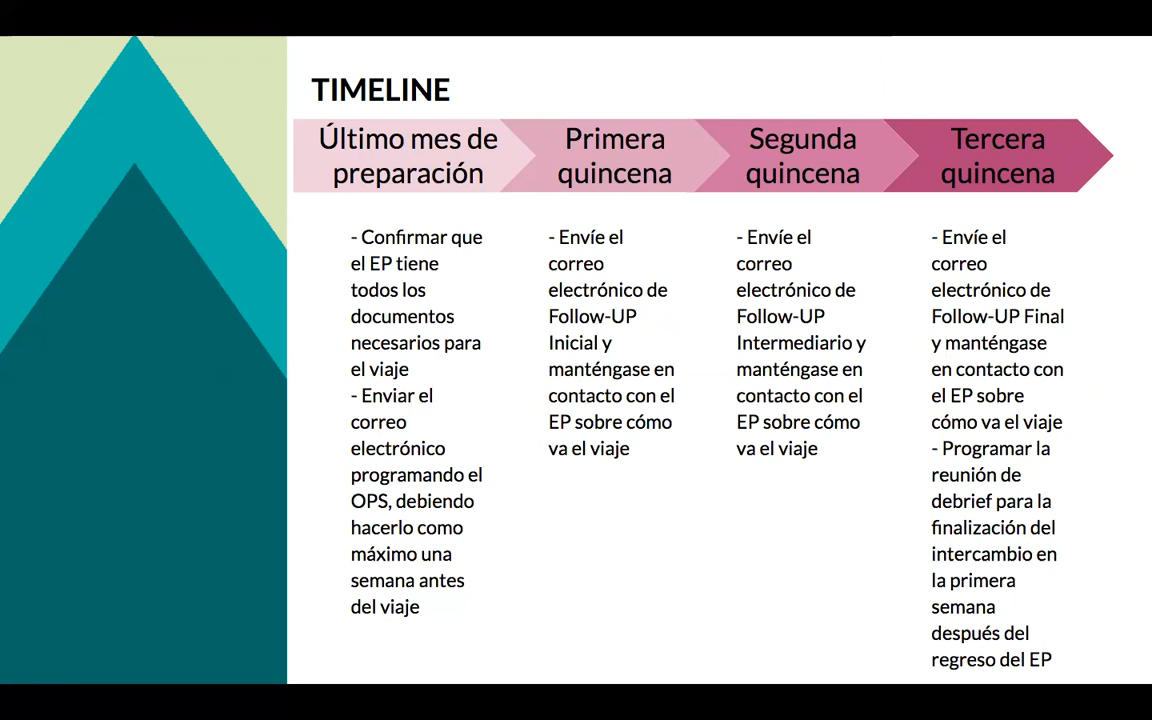 TIMELINE
Último mes de
preparación
Primera
quincena
Segunda
quincena
Tercera
quincena
- Confirmar que
el EP tiene
todos los
documentos
necesarios para
el viaje
- Enviar el
correo
electrónico
programando el
OPS, debiendo
hacerlo como
máximo una
semana antes
del viaje
- Envíe el
correo
electrónico de
Follow-UP
Inicial y
manténgase en
contacto con el
EP sobre cómo
va el viaje
- Envíe el
correo
electrónico de
Follow-UP
Intermediario y
manténgase en
contacto con el
EP sobre cómo
va el viaje
- Envíe el
correo
electrónico de
Follow-UP Final
y manténgase
en contacto con
el EP sobre
cómo va el viaje
- Programar la
reunión de
debrief para la
finalización del
intercambio en
la primera
semana
después del
regreso del EP